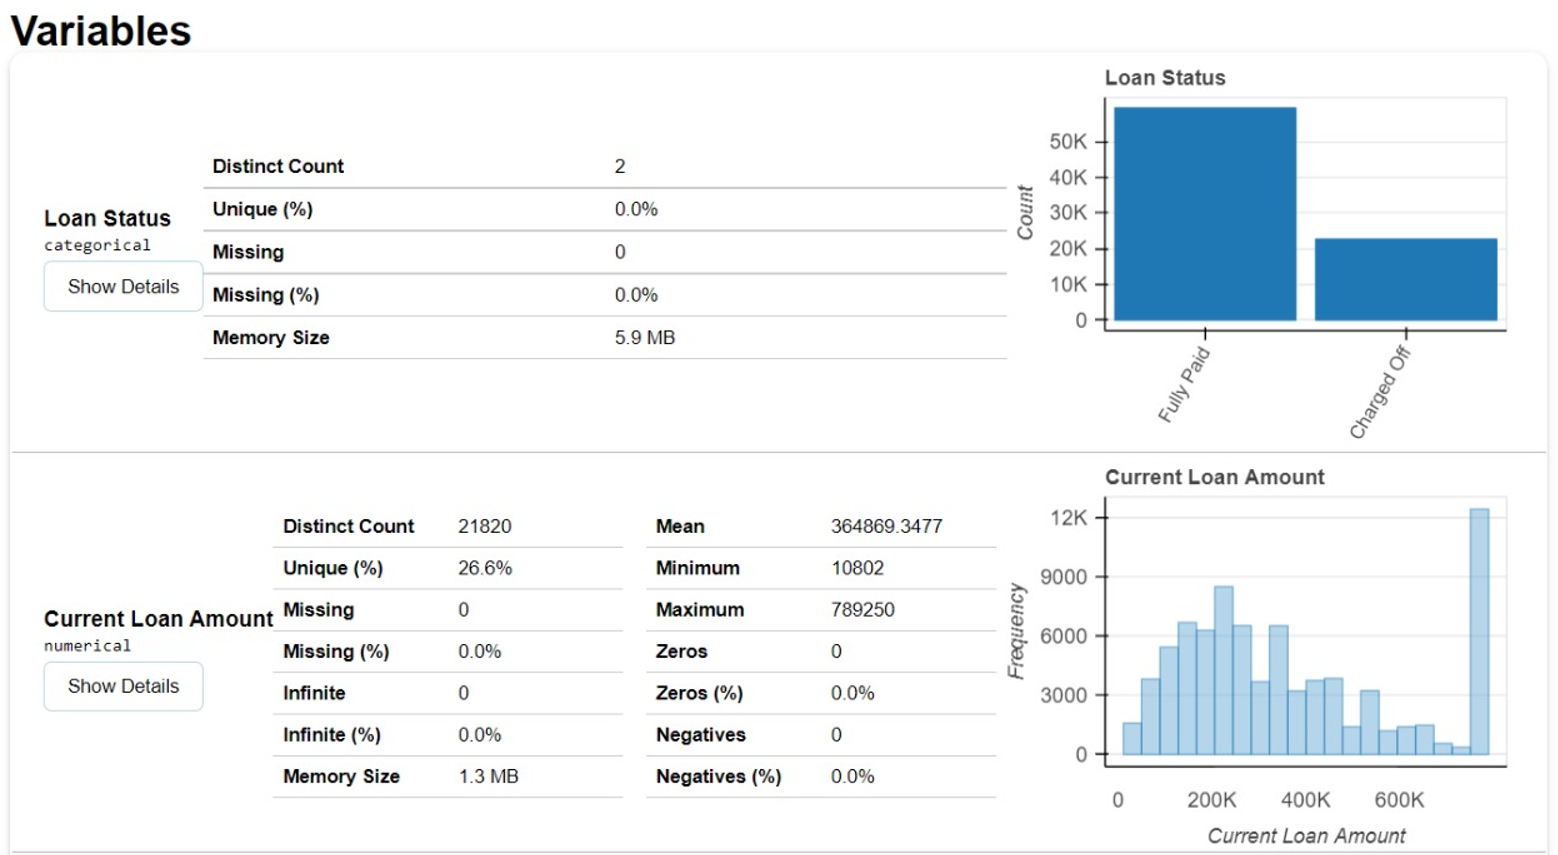 Variables
Loan Status
categorical
Show Details
Distinct Count 2
Unique (%) 0.0%
Missing 0
Missing (%) 0.0%
Memory Size 5.9 MB
Loan Status
Count
50K
40K
30K
20K
10K
0
Fully Paid
Charged Off
Current Loan Amount
numerical
Show Details
Distinct Count 21820
Unique (%) 26.6%
Missing 0
Missing (%) 0.0%
Infinite 0
Infinite (%) 0.0%
Memory Size 1.3 MB
Mean 364869.3477
Minimum 10802
Maximum 789250
Zeros 0
Zeros (%) 0.0%
Negatives 0
Negatives (%) 0.0%
Current Loan Amount
Frequency
12K
9000
6000
3000
0
0 200K 400K 600K
Current Loan Amount